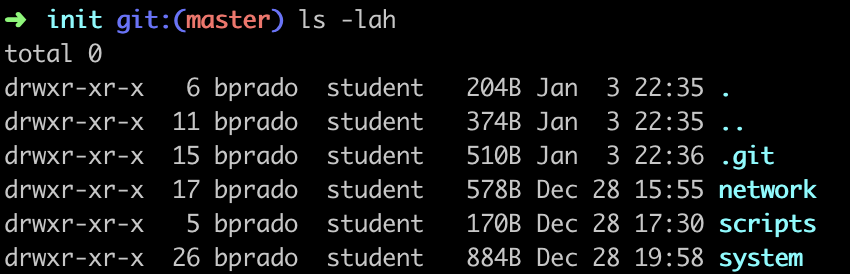 ➜ init git:(master) ls -lah
total 0
drwxr-xr-x   6 bprado  student   204B Jan  3 22:35 .
drwxr-xr-x  11 bprado  student   374B Jan  3 22:35 ..
drwxr-xr-x  15 bprado  student   510B Jan  3 22:36 .git
drwxr-xr-x  17 bprado  student   578B Dec 28 15:55 network
drwxr-xr-x   5 bprado  student   170B Dec 28 17:30 scripts
drwxr-xr-x  26 bprado  student   884B Dec 28 19:58 system